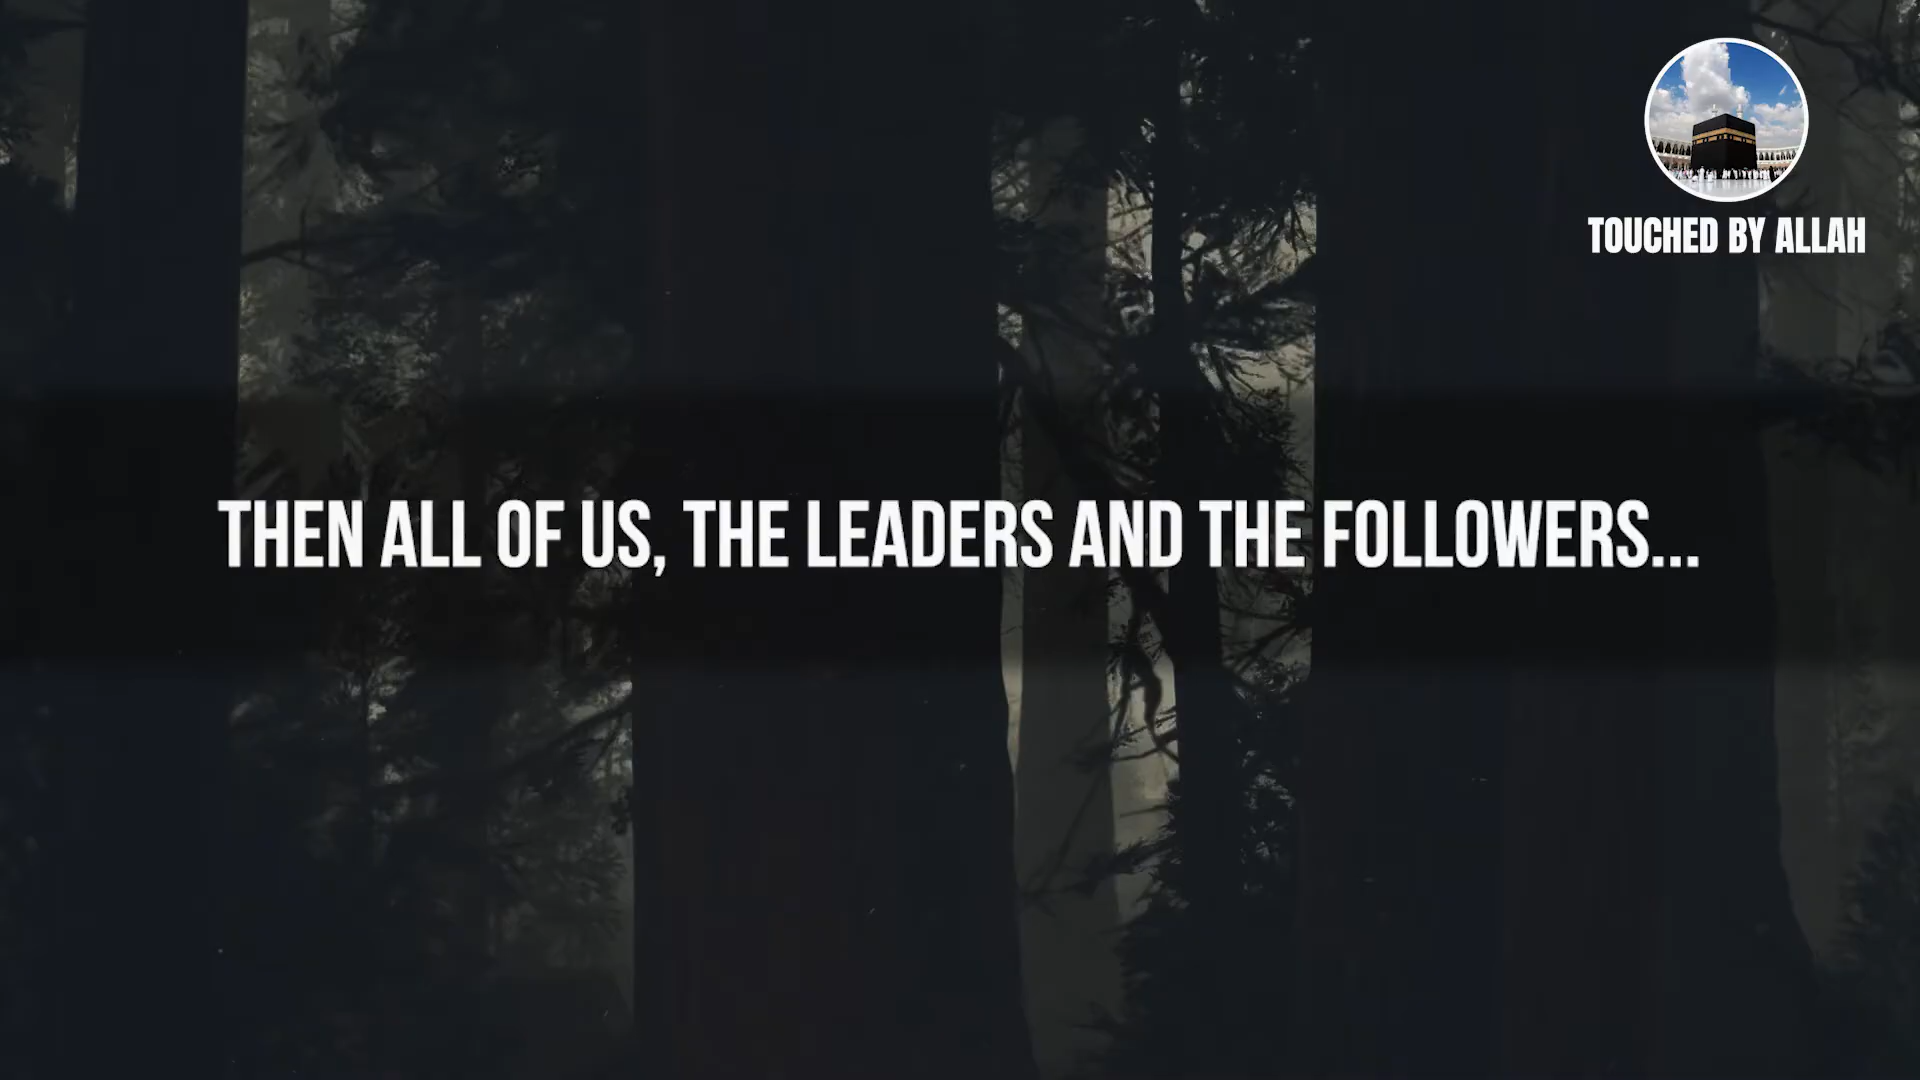 TOUCHED BY ALLAH
THEN ALL OF US, THE LEADERS AND THE FOLLOWERS...